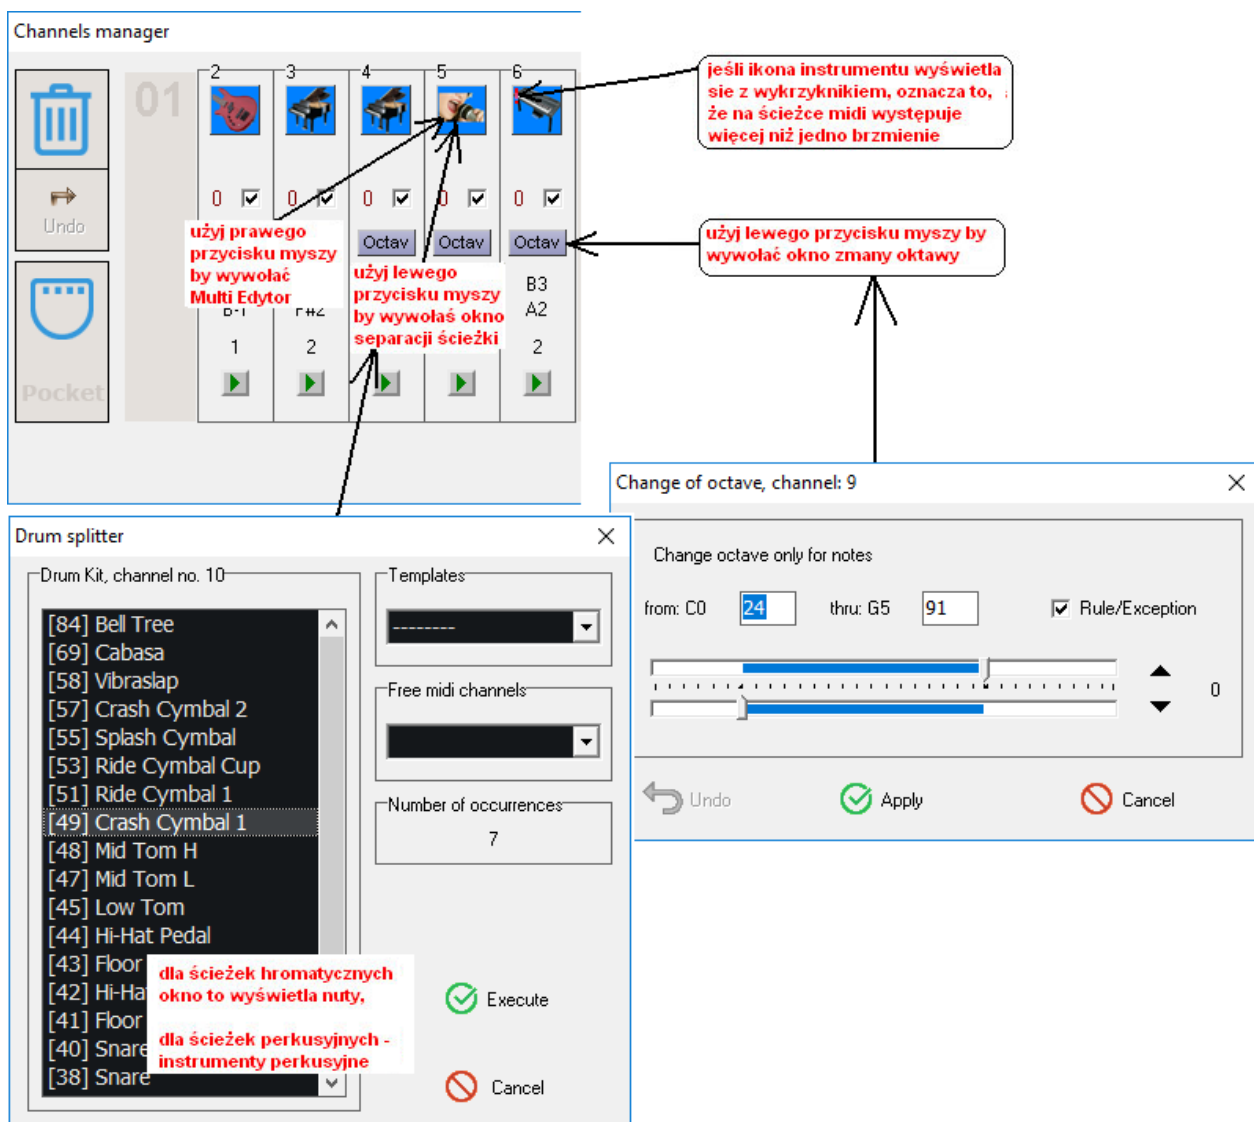 Channels manager
01
2
3
4
5
6
jeśli ikona instrumentu wyświetla
sie z wykrzyknikiem, oznacza to,
że na ścieżce midi występuje
więcej niż jedno brzmienie
Undo
0
0
0
0
0
użyj prawego
przycisku myszy
by wywołać
Multi Edytor
Octav
Octav
Octav
użyj lewego
przycisku myszy
by wywołaś okno
separacji ścieżki
użyj lewego przycisku myszy by
wywołać okno zmany oktawy
B3
B-1
F#2
A2
1
2
2
Pocket
Change of octave, channel: 9
Change octave only for notes
from: C0
24
thru: G5
91
Rule/Exception
0
Undo
Apply
Cancel
Drum splitter
Drum Kit, channel no. 10
[84] Bell Tree
[69] Cabasa
[58] Vibraslap
[57] Crash Cymbal 2
[55] Splash Cymbal
[53] Ride Cymbal Cup
[51] Ride Cymbal 1
[49] Crash Cymbal 1
[48] Mid Tom H
[47] Mid Tom L
[45] Low Tom
[44] Hi-Hat Pedal
[43] Floor
[42] Hi-Ha
[41] Floor
[40] Snare
[38] Snare
Templates
--------
Free midi channels
Number of occurrences
7
dla ścieżek hromatycznych
okno to wyświetla nuty,
dla ścieżek perkusyjnych -
instrumenty perkusyjne
Execute
Cancel